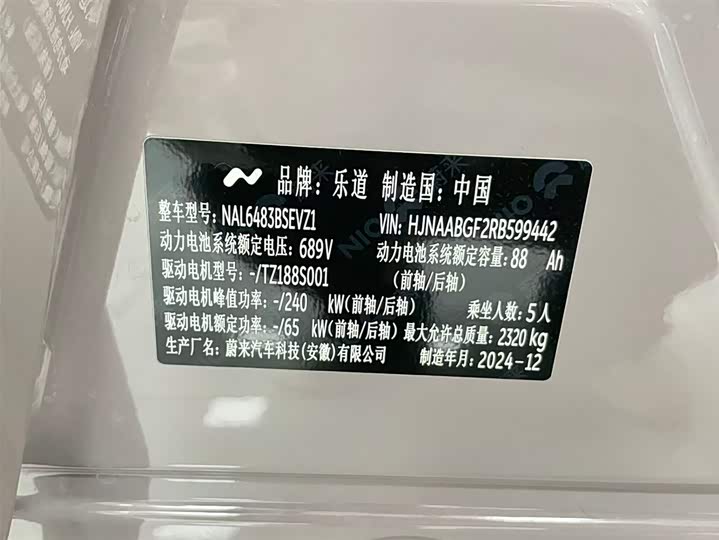 品牌：乐道 制造国：中国
整车型号：NAL6483BSEVZ1 VIN：HJNAABGF2RB599442
动力电池系统额定电压：689V 动力电池系统额定容量：88 Ah
驱动电机型号：-/TZ188S001 (前轴/后轴)
驱动电机峰值功率：-/240 kW(前轴/后轴) 乘坐人数：5人
驱动电机额定功率：-/65 kW(前轴/后轴) 最大允许总质量：2320kg
生产厂名：蔚来汽车科技(安徽)有限公司 制造年月：2024-12
NIO